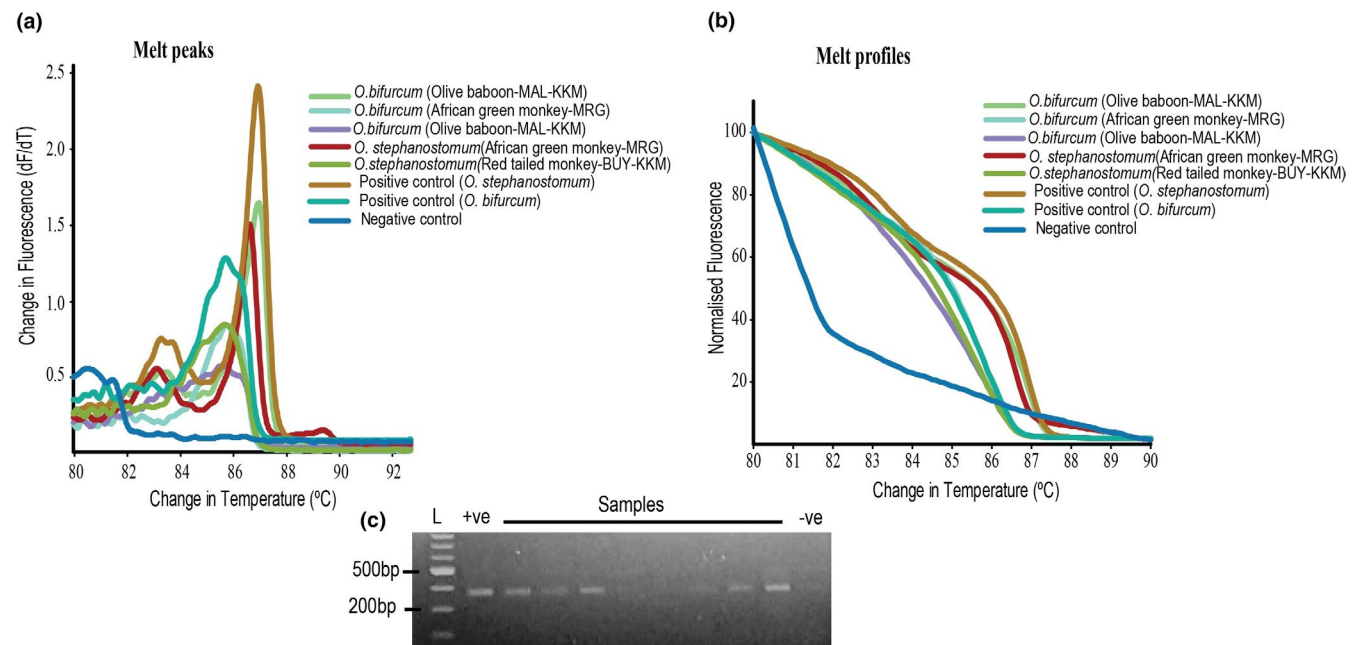 (a)
Melt peaks
Change in Fluorescence (dF/dT)
2.5
2.0
1.5
1.0
0.5
80 82 84 86 88 90 92
Change in Temperature (ºC)
O.bifurcum (Olive baboon-MAL-KKM)
O.bifurcum (African green monkey-MRG)
O.bifurcum (Olive baboon-MAL-KKM)
O. stephanostomum(African green monkey-MRG)
O.stephanostomum(Red tailed monkey-BUY-KKM)
Positive control (O. stephanostomum)
Positive control (O. bifurcum)
Negative control
(b)
Melt profiles
Normalised Fluorescence
100
80
60
40
20
80 81 82 83 84 85 86 87 88 89 90
Change in Temperature (ºC)
O.bifurcum (Olive baboon-MAL-KKM)
O.bifurcum (African green monkey-MRG)
O.bifurcum (Olive baboon-MAL-KKM)
O. stephanostomum(African green monkey-MRG)
O.stephanostomum(Red tailed monkey-BUY-KKM)
Positive control (O. stephanostomum)
Positive control (O. bifurcum)
Negative control
(c)
L +ve Samples -ve
500bp
200bp